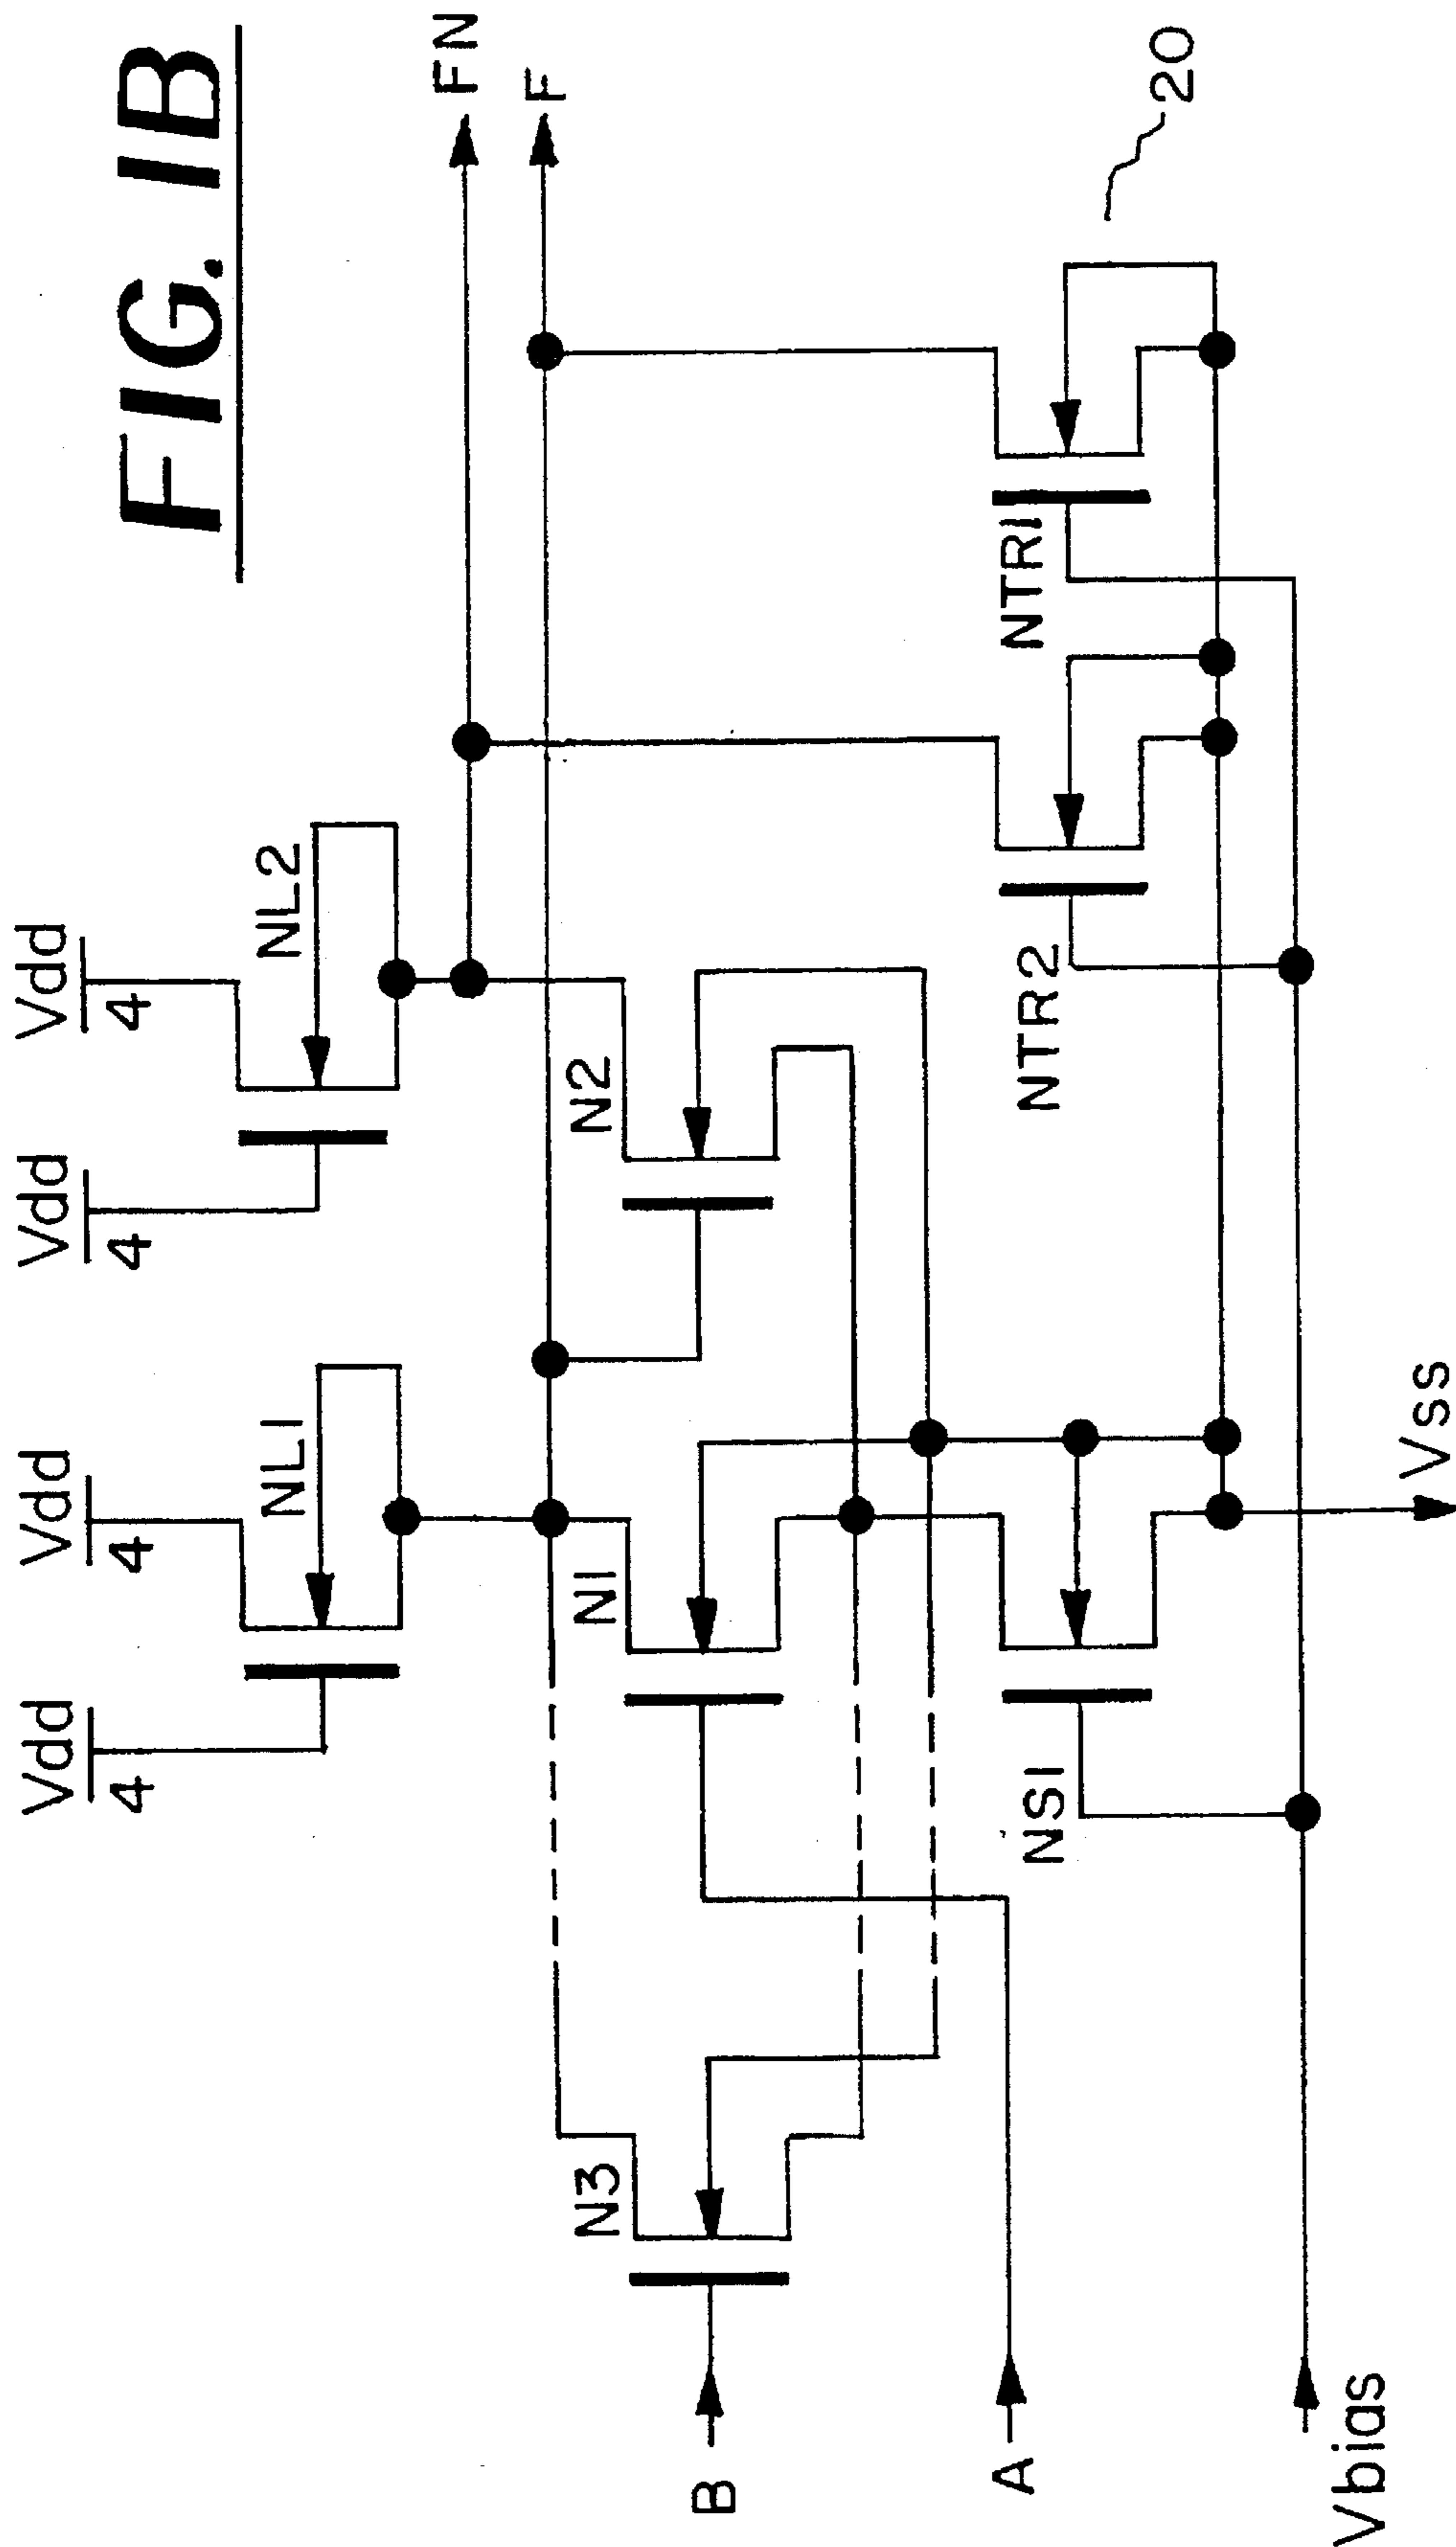 FIG. 1B
Vdd
4
Vdd
4
Vdd
4
Vdd
4
NL1
NL2
FN
F
B
N3
N1
N2
A
NS1
NTR2
NTR1
20
Vbias
Vss